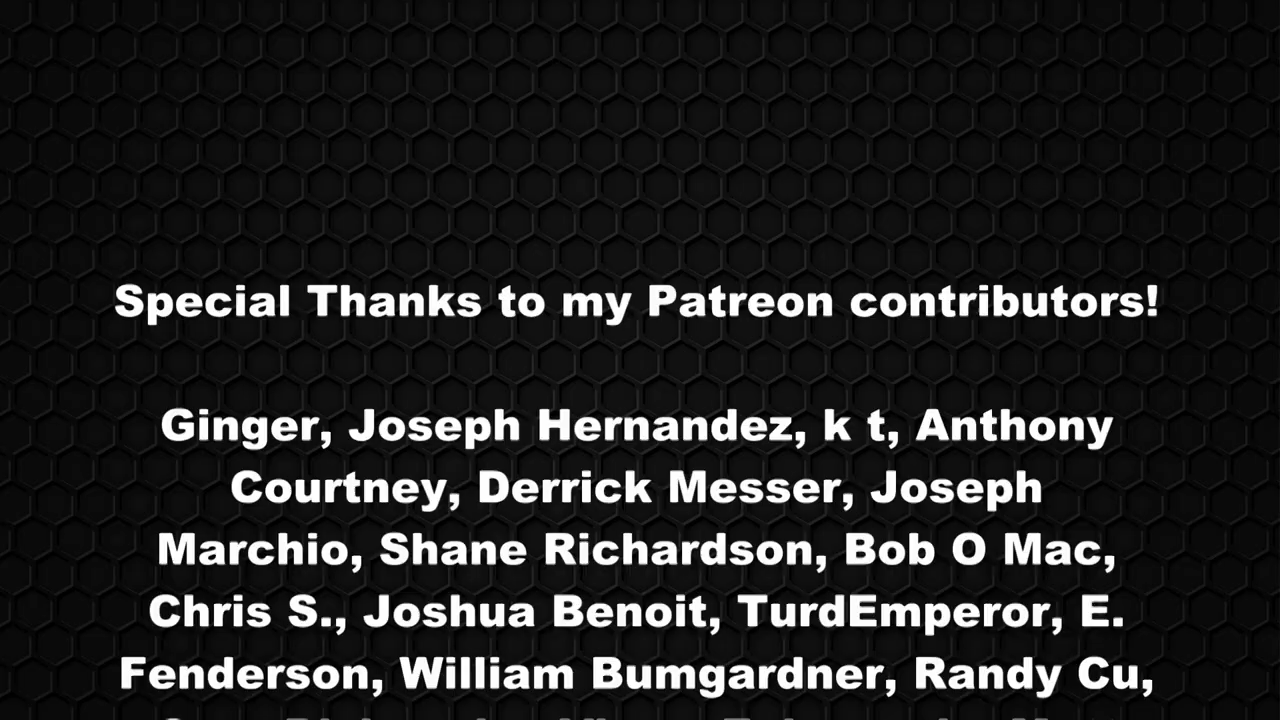 Special Thanks to my Patreon contributors!
Ginger, Joseph Hernandez, k t, Anthony
Courtney, Derrick Messer, Joseph
Marchio, Shane Richardson, Bob O Mac,
Chris S., Joshua Benoit, TurdEmperor, E.
Fenderson, William Bumgardner, Randy Cu,